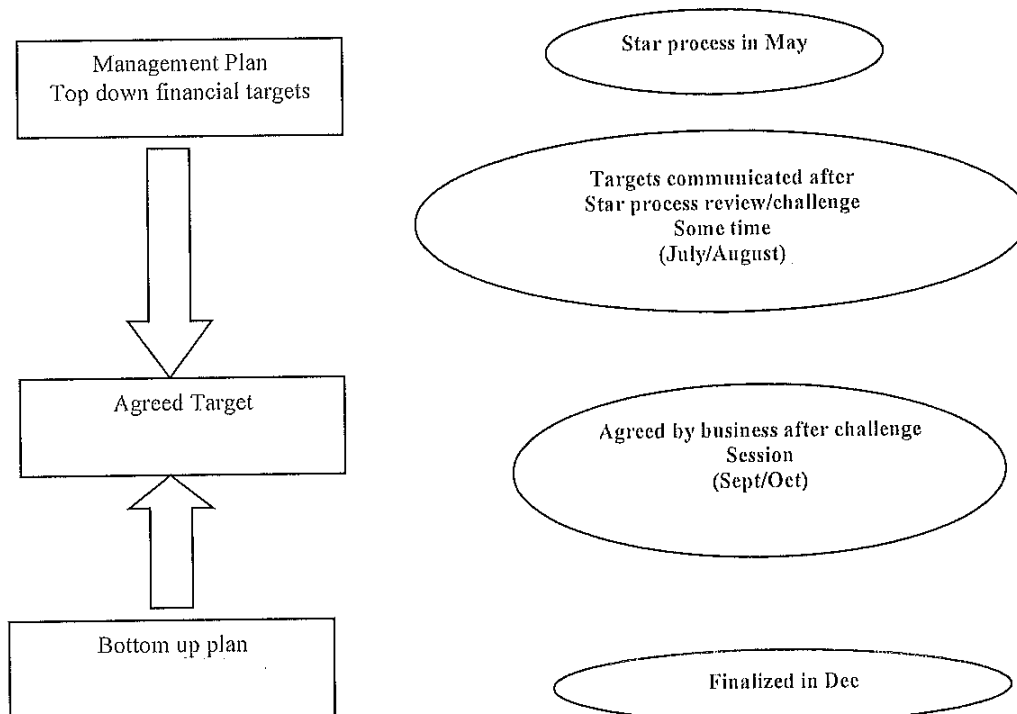 Management Plan
Top down financial targets
Star process in May
Targets communicated after
Star process review/challenge
Some time
(July/August)
Agreed Target
Agreed by business after challenge
Session
(Sept/Oct)
Bottom up plan
Finalized in Dec